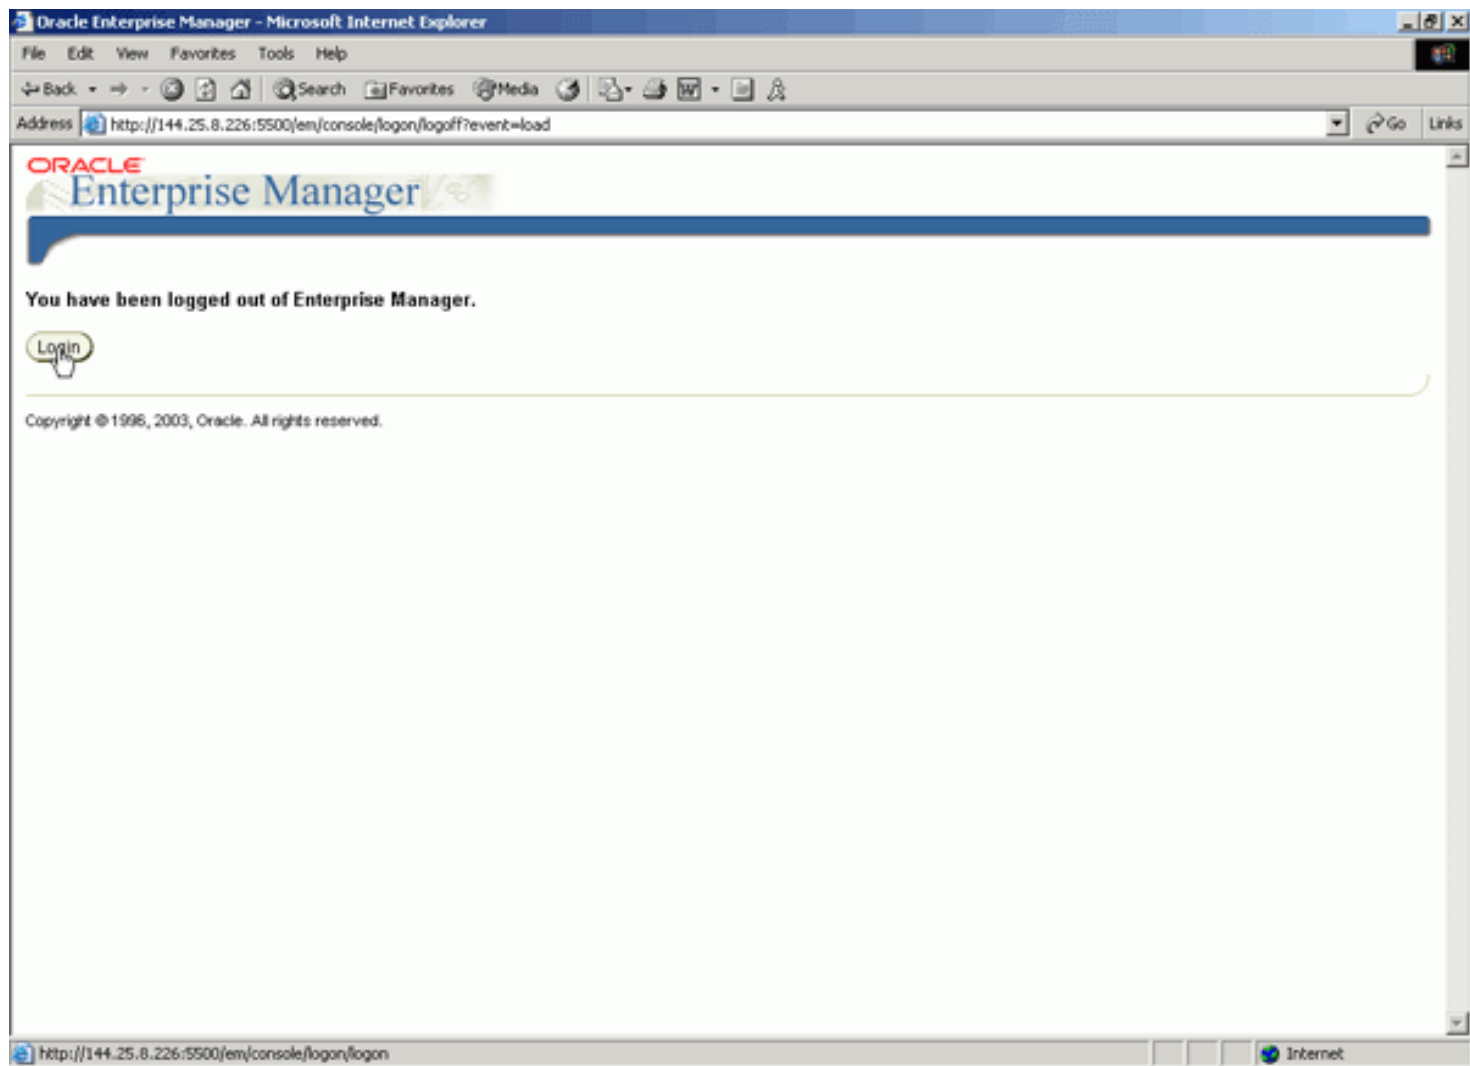 Oracle Enterprise Manager - Microsoft Internet Explorer
File Edit View Favorites Tools Help
Back Search Favorites Media
Address http://144.25.8.226:5500/em/console/logon/logoff?event=load Go Links
ORACLE
Enterprise Manager
You have been logged out of Enterprise Manager.
Login
Copyright © 1996, 2003, Oracle. All rights reserved.
http://144.25.8.226:5500/em/console/logon/logon Internet